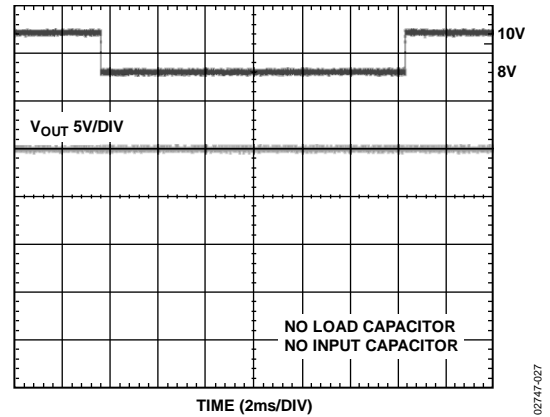 10V
8V
V_OUT 5V/DIV
NO LOAD CAPACITOR
NO INPUT CAPACITOR
TIME (2ms/DIV)
02747-027